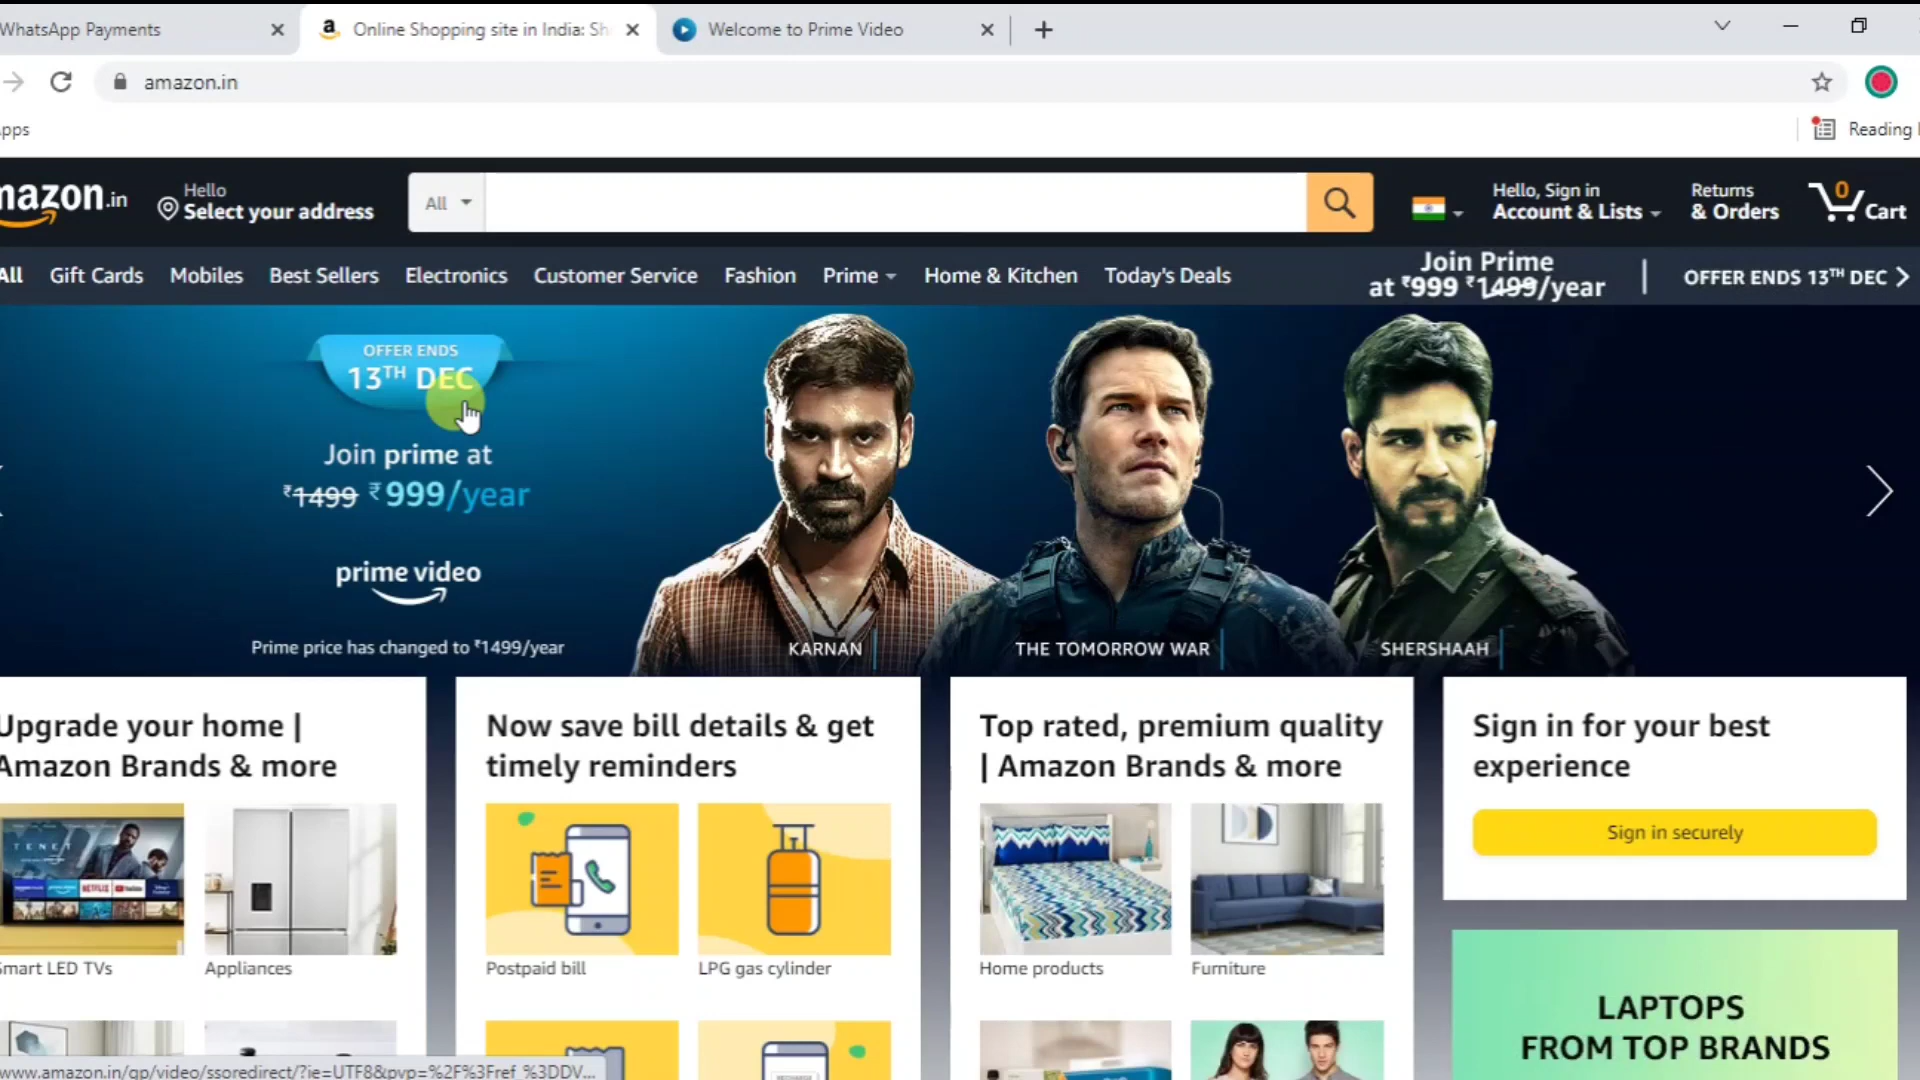 WhatsApp Payments
Online Shopping site in India: Sh
Welcome to Prime Video
amazon.in
pps
Reading
mazon.in
Hello
Select your address
All
Hello, Sign in
Account & Lists
Returns
& Orders
0
Cart
All
Gift Cards
Mobiles
Best Sellers
Electronics
Customer Service
Fashion
Prime
Home & Kitchen
Today's Deals
Join Prime
at ₹999 ₹1499/year
OFFER ENDS 13TH DEC
OFFER ENDS
13TH DEC
Join prime at
₹1499 ₹999/year
prime video
Prime price has changed to ₹1499/year
KARNAN
THE TOMORROW WAR
SHERSHAAH
Upgrade your home |
Amazon Brands & more
TENET
NETFLIX
Smart LED TVs
Appliances
Now save bill details & get
timely reminders
Postpaid bill
LPG gas cylinder
Top rated, premium quality
| Amazon Brands & more
Home products
Furniture
Sign in for your best
experience
Sign in securely
LAPTOPS
FROM TOP BRANDS
www.amazon.in/gp/video/ssoredirect/?ie=UTF8&pvp=%2F%3Fref_%3DDV...